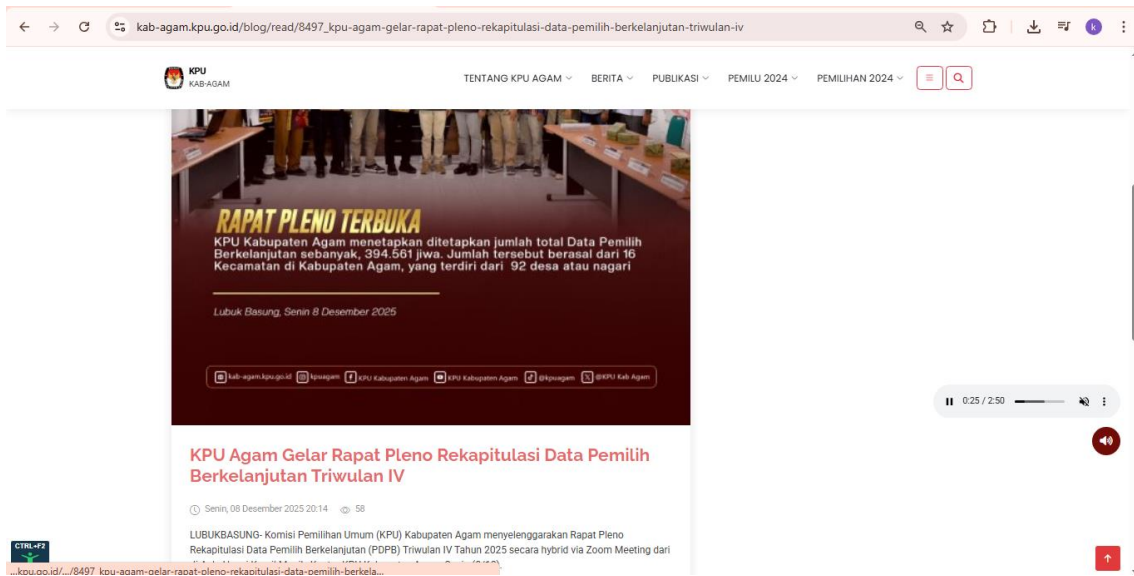 kab-agam.kpu.go.id/blog/read/8497_kpu-agam-gelar-rapat-pleno-rekapitulasi-data-pemilih-berkelanjutan-triwulan-iv
k
KPU
KAB-AGAM
TENTANG KPU AGAM
BERITA
PUBLIKASI
PEMILU 2024
PEMILIHAN 2024
RAPAT PLENO TERBUKA
KPU Kabupaten Agam menetapkan ditetapkan jumlah total Data Pemilih
Berkelanjutan sebanyak, 394.561 jiwa. Jumlah tersebut berasal dari 16
Kecamatan di Kabupaten Agam, yang terdiri dari 92 desa atau nagari
Lubuk Basung, Senin 8 Desember 2025
kab-agam.kpu.go.id kpuagam KPU Kabupaten Agam KPU Kabupaten Agam @kpuagam @KPU Kab Agam
0:25 / 2:50
KPU Agam Gelar Rapat Pleno Rekapitulasi Data Pemilih
Berkelanjutan Triwulan IV
Senin, 08 Desember 2025 20:14 58
LUBUKBASUNG- Komisi Pemilihan Umum (KPU) Kabupaten Agam menyelenggarakan Rapat Pleno
Rekapitulasi Data Pemilih Berkelanjutan (PDPB) Triwulan IV Tahun 2025 secara hybrid via Zoom Meeting dari
CTRL+F2
...kpu.go.id/.../8497_kpu-agam-gelar-rapat-pleno-rekapitulasi-data-pemilih-berkela...